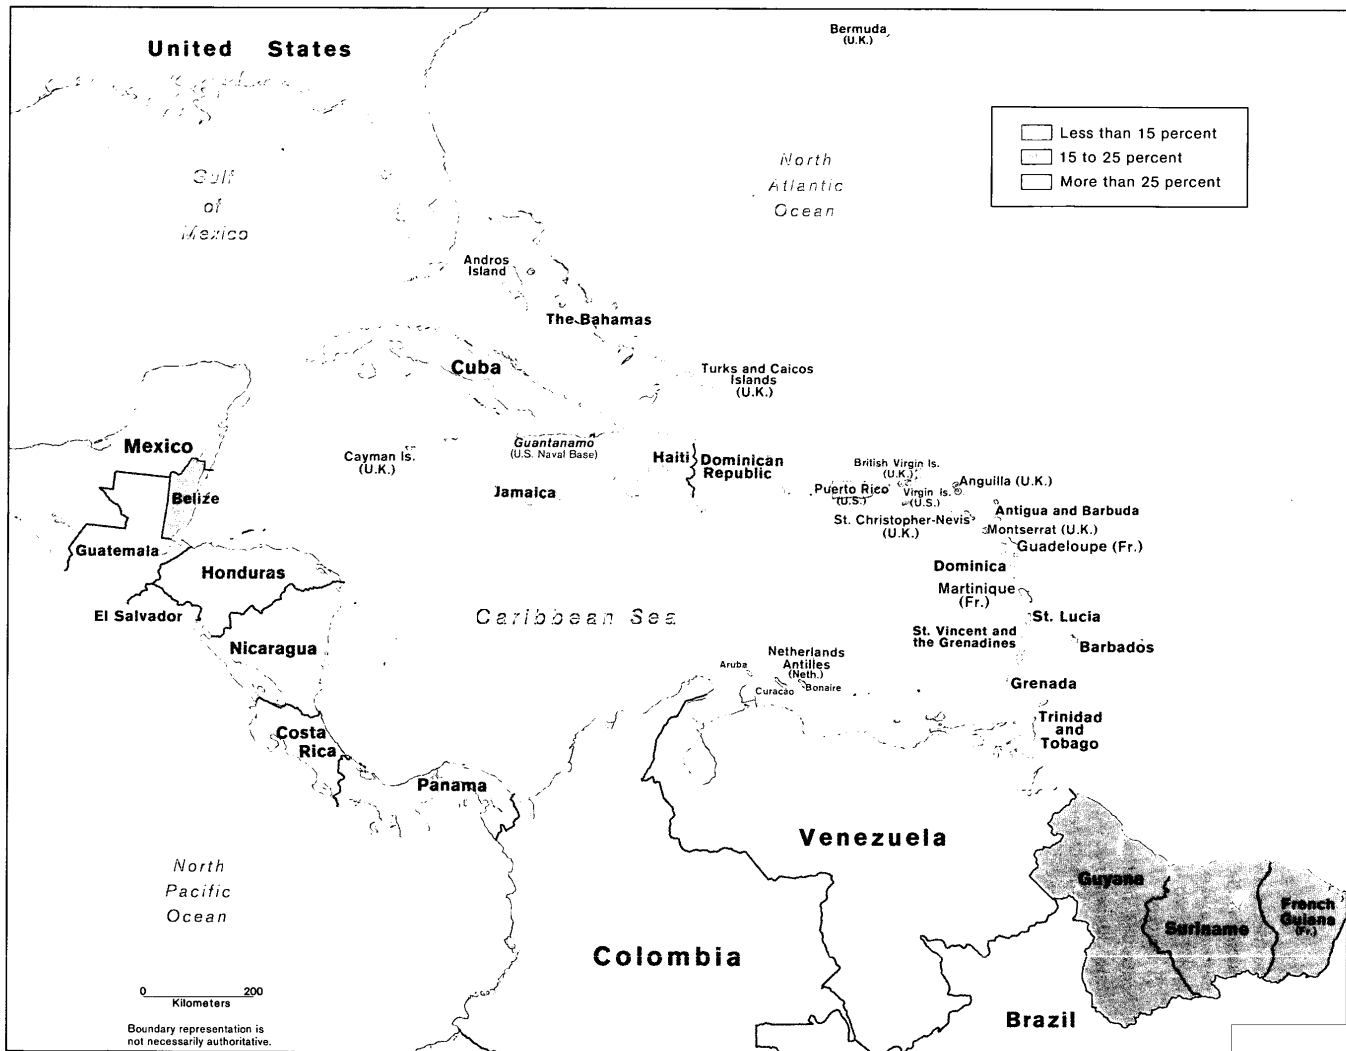 Bermuda
(U.K.)
United States
Less than 15 percent
15 to 25 percent
More than 25 percent
North
Atlantic
Ocean
Gulf
of
Mexico
Andros
Island
The Bahamas
Cuba
Turks and Caicos
Islands
(U.K.)
Mexico
Cayman Is.
(U.K.)
Guantanamo
(U.S. Naval Base)
Haiti
Dominican
Republic
British Virgin Is.
(U.K.)
Anguilla (U.K.)
Puerto Rico
(U.S.)
Virgin Is.
(U.S.)
Belize
Jamaica
Antigua and Barbuda
St. Christopher-Nevis
(U.K.)
Montserrat (U.K.)
Guadeloupe (Fr.)
Guatemala
Honduras
Dominica
Martinique
(Fr.)
El Salvador
Caribbean Sea
St. Lucia
St. Vincent and
the Grenadines
Barbados
Nicaragua
Netherlands
Antilles
(Neth.)
Aruba
Curacao
Bonaire
Grenada
Trinidad
and
Tobago
Costa
Rica
Panama
Venezuela
Guyana
Suriname
French
Guiana
(Fr.)
North
Pacific
Ocean
Colombia
Brazil
0 200
Kilometers
Boundary representation is
not necessarily authoritative.